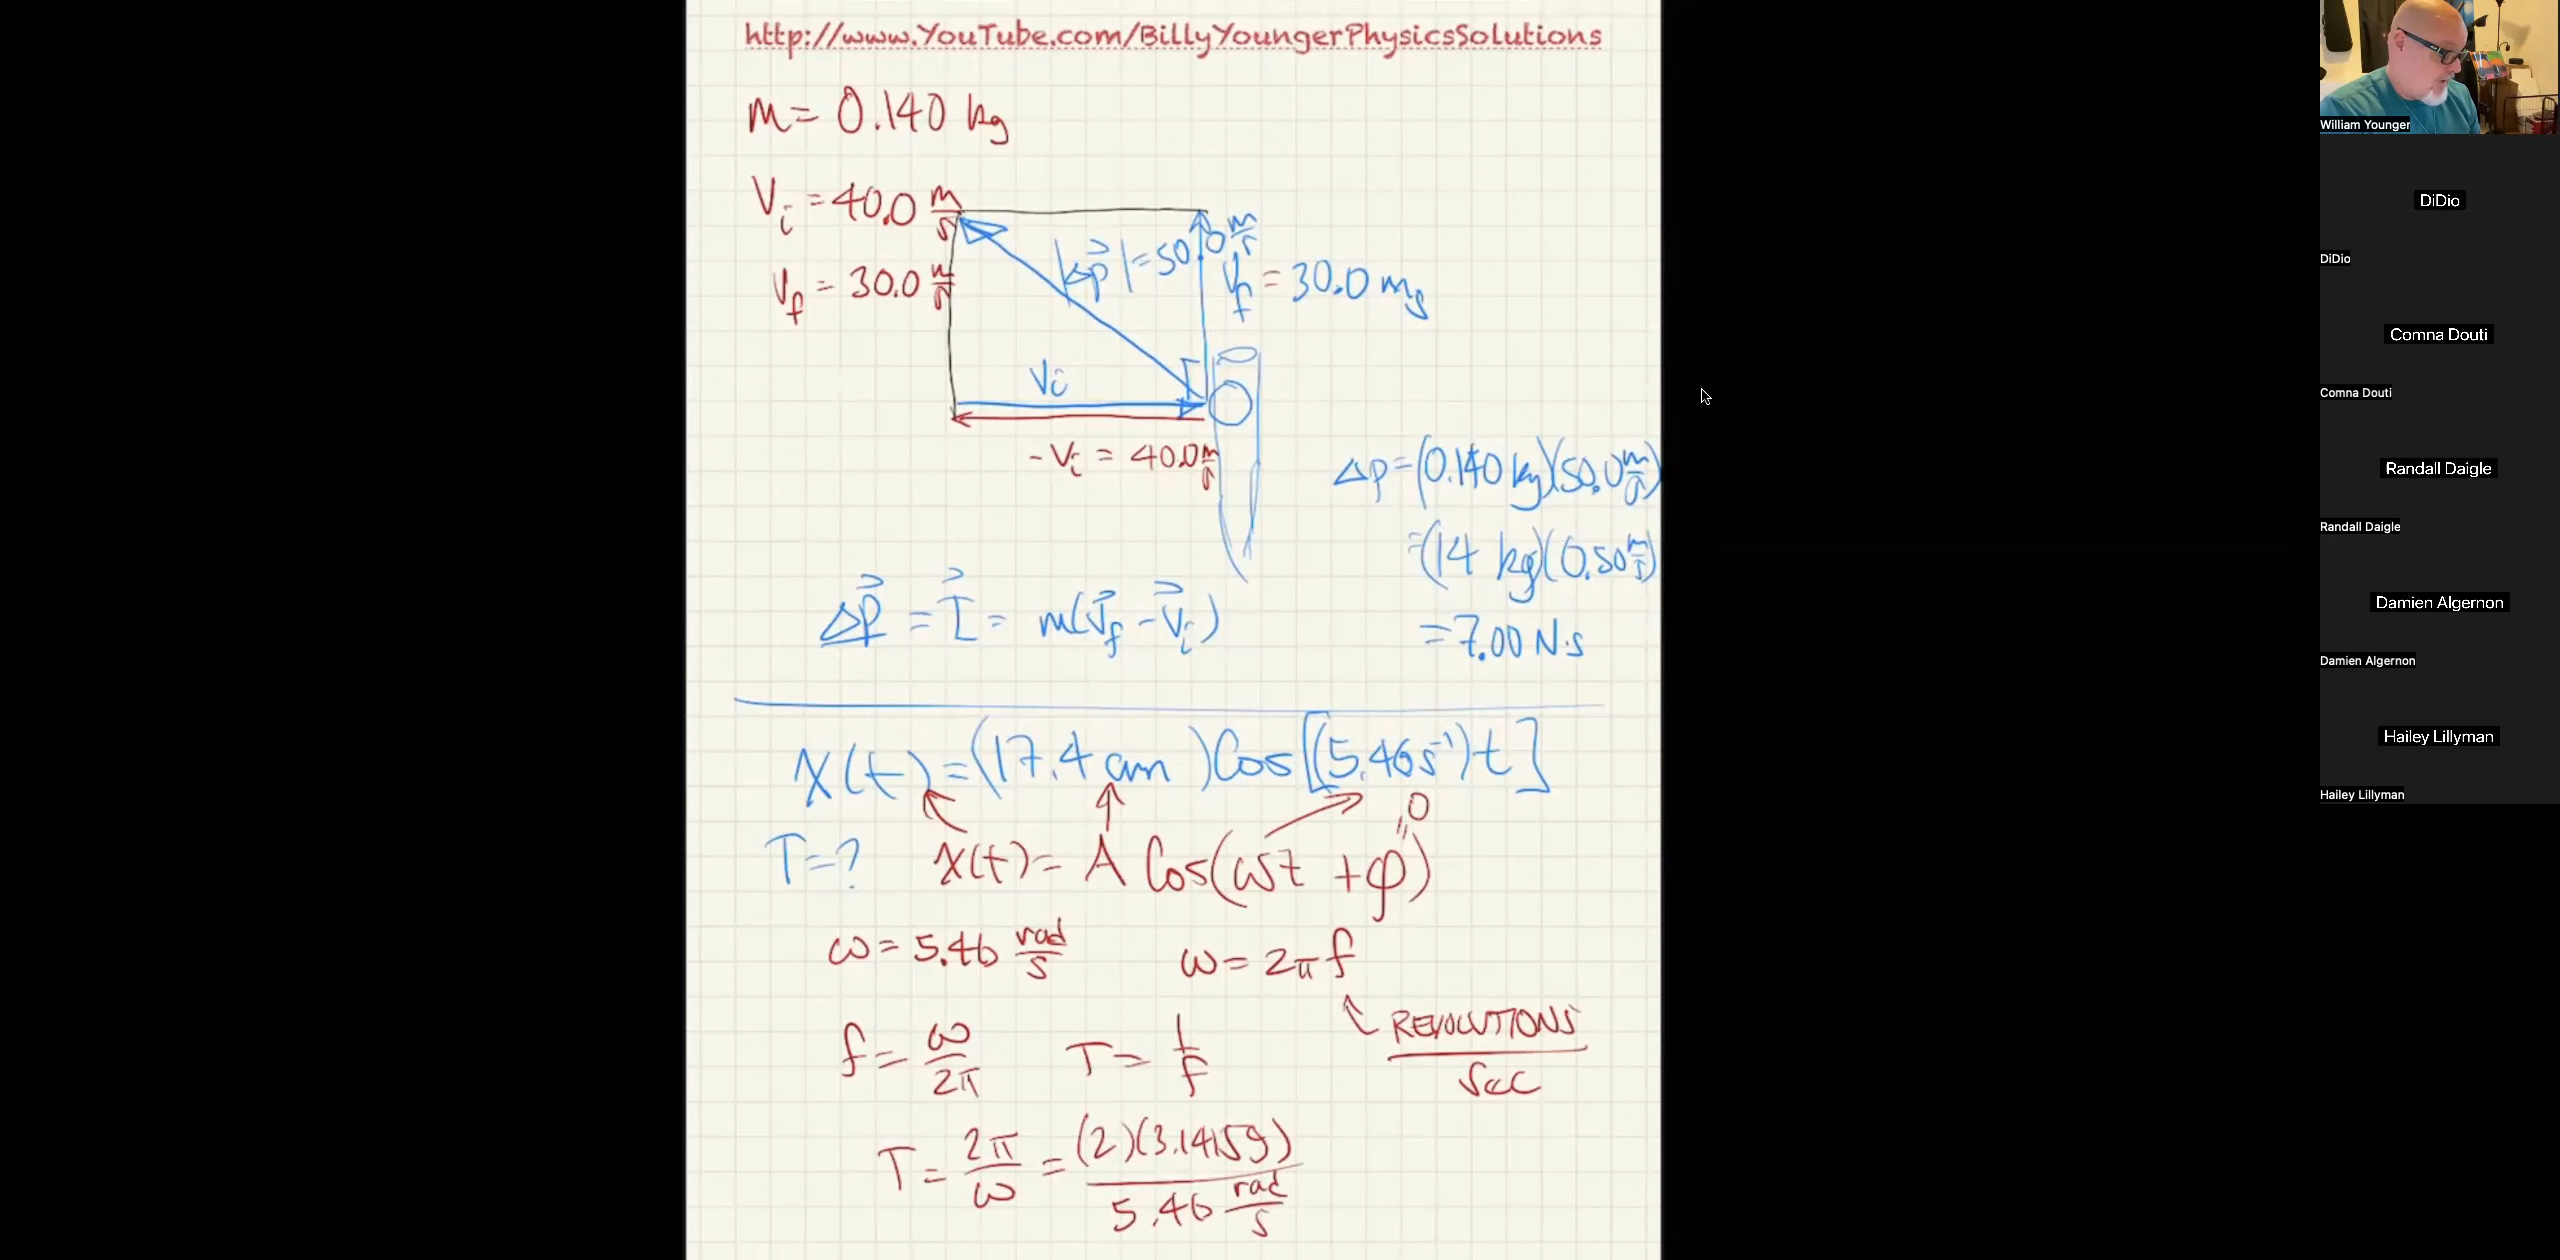 http://www.YouTube.com/BillyYoungerPhysicsSolutions
m = 0.140 kg
Vi = 40.0 m/s
|Δp⃗| = 50.0 m/s
Vf = 30.0 m/s
Vf = 30.0 m/s
Vi
-Vi = 40.0 m/s
Δp = (0.140 kg)(50.0 m/s)
= (14 kg)(0.50 m/s)
= 7.00 N·s
Δp⃗ = I⃗ = m(v⃗f - v⃗i)
x(t) = (17.4 cm) Cos[(5.46 s⁻¹)t]
0
"
T = ? x(t) = A Cos(ωt + φ)
ω = 5.46 rad/s ω = 2π f
f = ω/2π T = 1/f REVOLUTIONS/Sec
T = 2π/ω = (2)(3.14159)/5.46 rad/s
William Younger
DiDio
DiDio
Comna Douti
Comna Douti
Randall Daigle
Randall Daigle
Damien Algernon
Damien Algernon
Hailey Lillyman
Hailey Lillyman